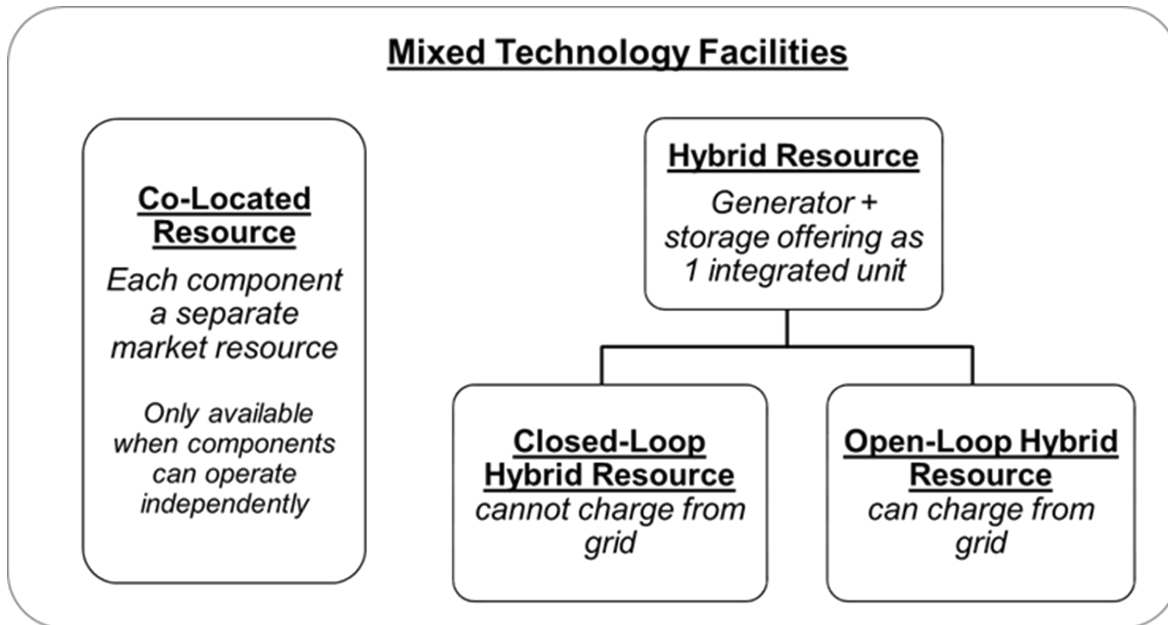 Mixed Technology Facilities
Co-Located
Resource
Each component
a separate
market resource
Only available
when components
can operate
independently
Hybrid Resource
Generator +
storage offering as
1 integrated unit
Closed-Loop
Hybrid Resource
cannot charge from
grid
Open-Loop Hybrid
Resource
can charge from
grid